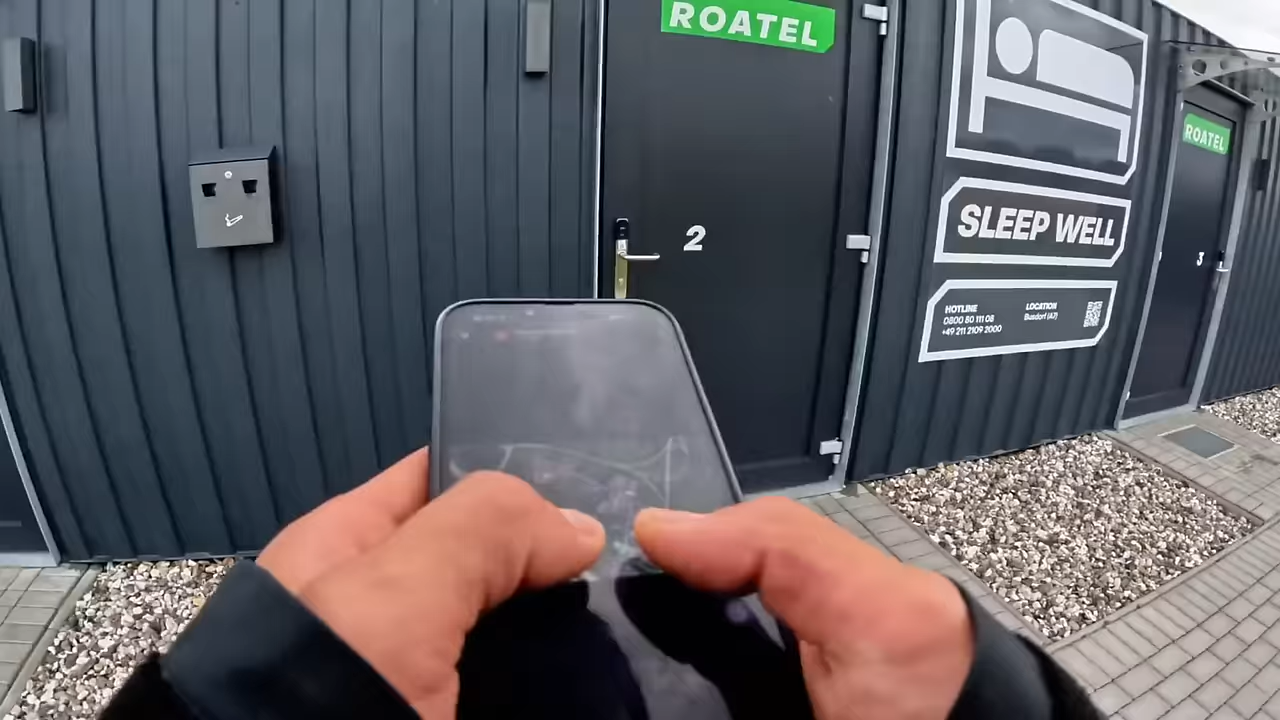 ROATEL
2
SLEEP WELL
HOTLINE
0800 80 111 08
+49 211 2109 2000
LOCATION
Busdorf (A7)
ROATEL
3